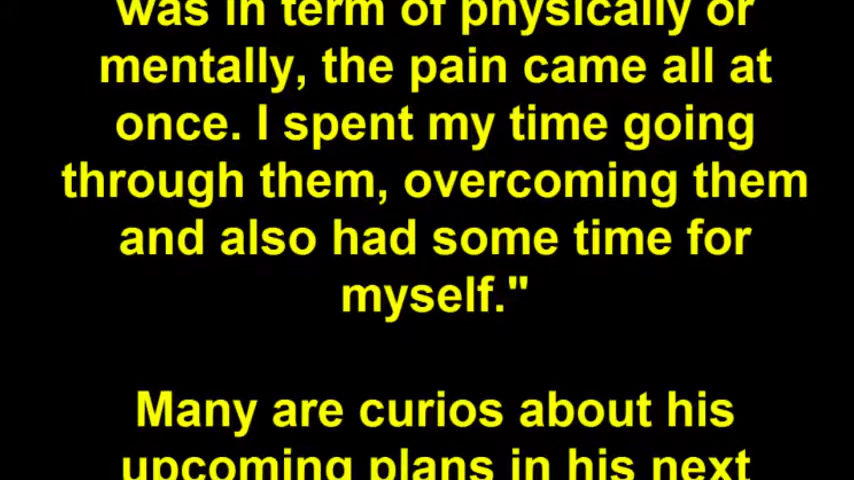 was in term of physically or
mentally, the pain came all at
once. I spent my time going
through them, overcoming them
and also had some time for
myself."
Many are curios about his
upcoming plans in his next